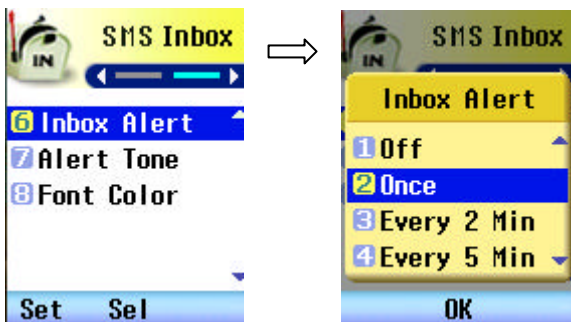 IN
SMS Inbox
6 Inbox Alert
7 Alert Tone
8 Font Color
Set Sel
IN
SMS Inbox
Inbox Alert
1 Off
2 Once
3 Every 2 Min
4 Every 5 Min
OK